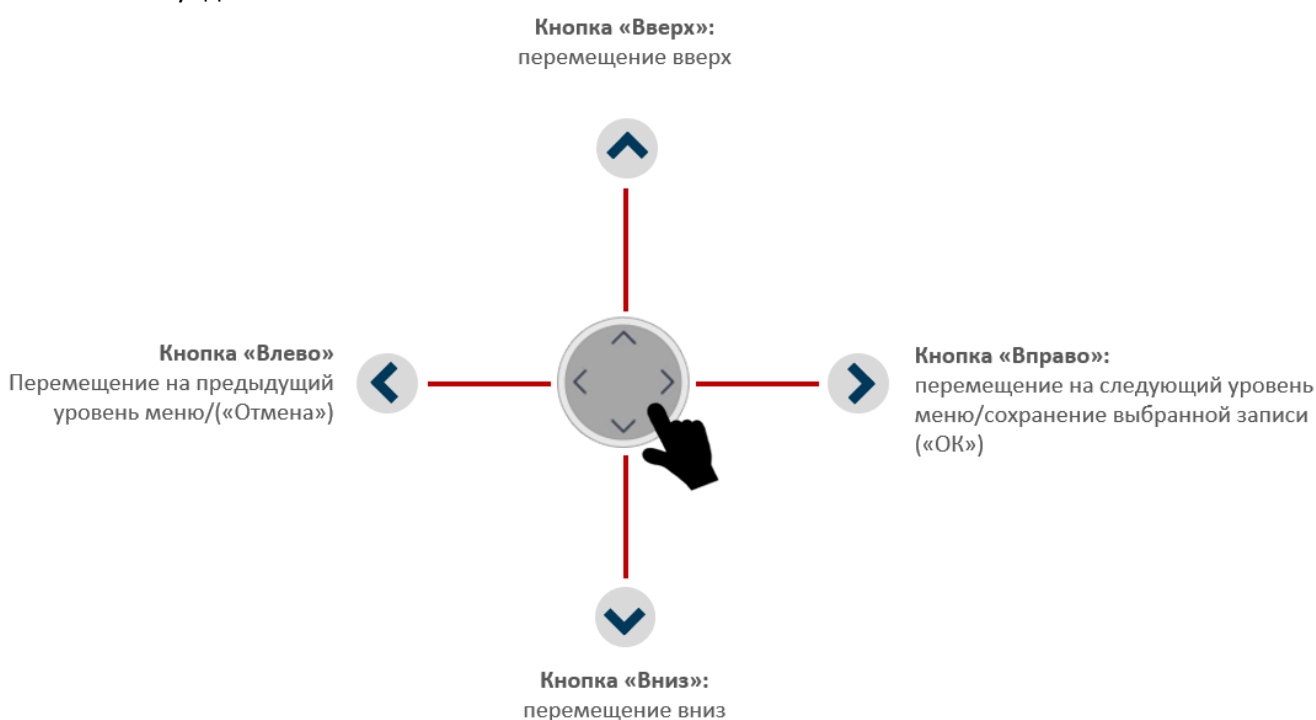 Кнопка «Вверх»:
перемещение вверх
Кнопка «Влево»
Перемещение на предыдущий
уровень меню/(«Отмена»)
Кнопка «Вправо»:
перемещение на следующий уровень
меню/сохранение выбранной записи
(«ОК»)
Кнопка «Вниз»:
перемещение вниз